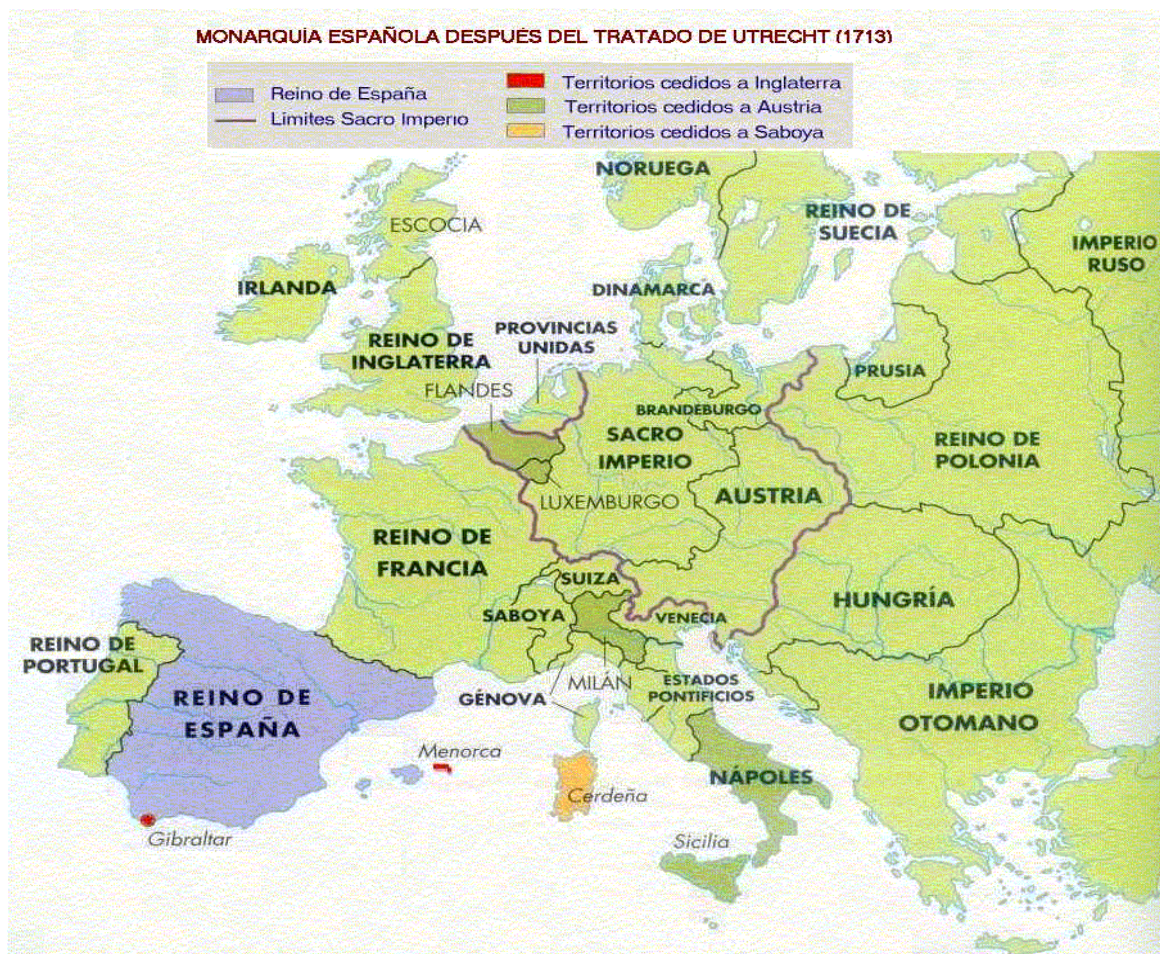 MONARQUÍA ESPAÑOLA DESPUÉS DEL TRATADO DE UTRECHT (1713)
Reino de España
Límites Sacro Imperio
Territorios cedidos a Inglaterra
Territorios cedidos a Austria
Territorios cedidos a Saboya
NORUEGA
REINO DE
SUECIA
ESCOCIA
IMPERIO
RUSO
IRLANDA
DINAMARCA
PROVINCIAS
UNIDAS
REINO DE
INGLATERRA
FLANDES
PRUSIA
BRANDEBURGO
SACRO
IMPERIO
REINO DE
POLONIA
LUXEMBURGO
AUSTRIA
REINO DE
FRANCIA
SUIZA
SABOYA
VENECIA
HUNGRÍA
REINO DE
PORTUGAL
REINO DE
ESPAÑA
GÉNOVA
MILÁN
ESTADOS
PONTIFICIOS
IMPERIO
OTOMANO
Menorca
NÁPOLES
Cerdeña
Gibraltar
Sicilia